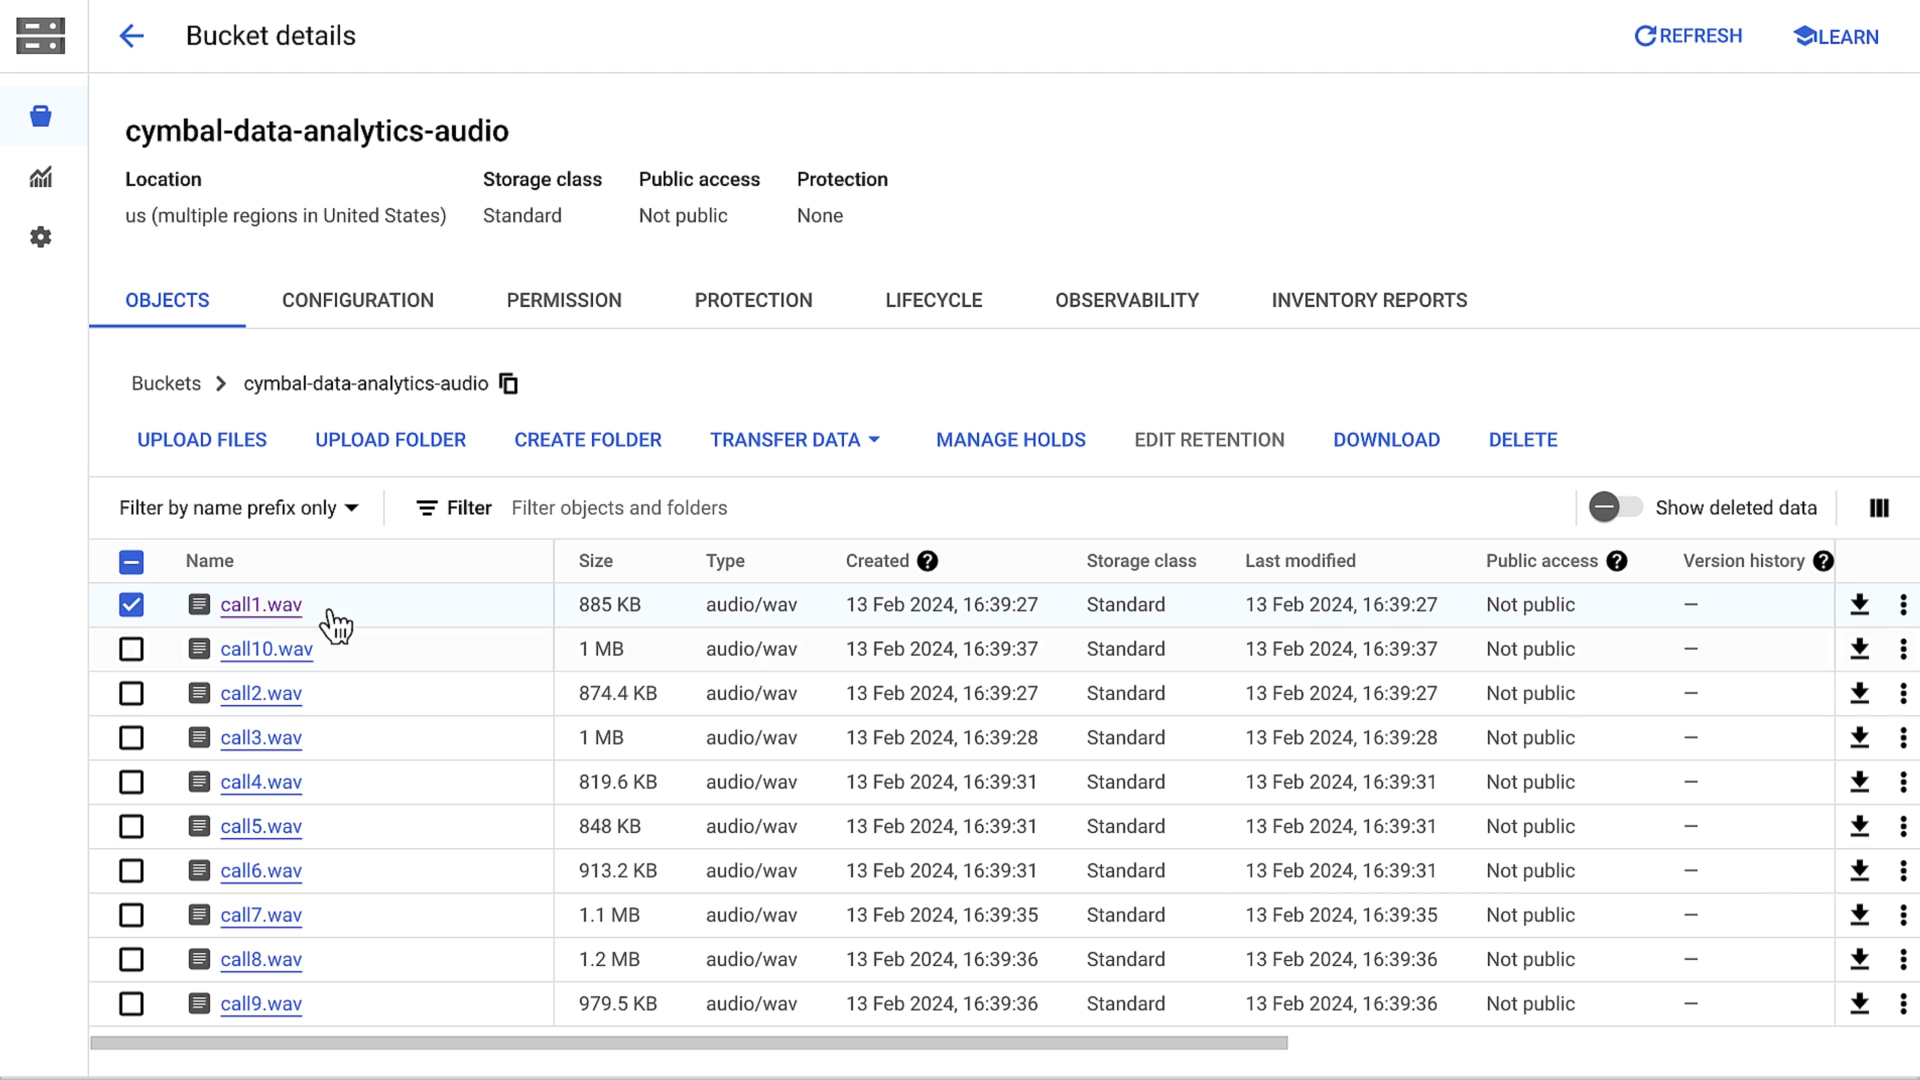 Bucket details
REFRESH
LEARN
cymbal-data-analytics-audio
Location Storage class Public access Protection
us (multiple regions in United States) Standard Not public None
OBJECTS CONFIGURATION PERMISSION PROTECTION LIFECYCLE OBSERVABILITY INVENTORY REPORTS
Buckets > cymbal-data-analytics-audio
UPLOAD FILES UPLOAD FOLDER CREATE FOLDER TRANSFER DATA MANAGE HOLDS EDIT RETENTION DOWNLOAD DELETE
Filter by name prefix only Filter Filter objects and folders Show deleted data
Name Size Type Created ? Storage class Last modified Public access ? Version history ?
call1.wav 885 KB audio/wav 13 Feb 2024, 16:39:27 Standard 13 Feb 2024, 16:39:27 Not public —
call10.wav 1 MB audio/wav 13 Feb 2024, 16:39:37 Standard 13 Feb 2024, 16:39:37 Not public —
call2.wav 874.4 KB audio/wav 13 Feb 2024, 16:39:27 Standard 13 Feb 2024, 16:39:27 Not public —
call3.wav 1 MB audio/wav 13 Feb 2024, 16:39:28 Standard 13 Feb 2024, 16:39:28 Not public —
call4.wav 819.6 KB audio/wav 13 Feb 2024, 16:39:31 Standard 13 Feb 2024, 16:39:31 Not public —
call5.wav 848 KB audio/wav 13 Feb 2024, 16:39:31 Standard 13 Feb 2024, 16:39:31 Not public —
call6.wav 913.2 KB audio/wav 13 Feb 2024, 16:39:31 Standard 13 Feb 2024, 16:39:31 Not public —
call7.wav 1.1 MB audio/wav 13 Feb 2024, 16:39:35 Standard 13 Feb 2024, 16:39:35 Not public —
call8.wav 1.2 MB audio/wav 13 Feb 2024, 16:39:36 Standard 13 Feb 2024, 16:39:36 Not public —
call9.wav 979.5 KB audio/wav 13 Feb 2024, 16:39:36 Standard 13 Feb 2024, 16:39:36 Not public —